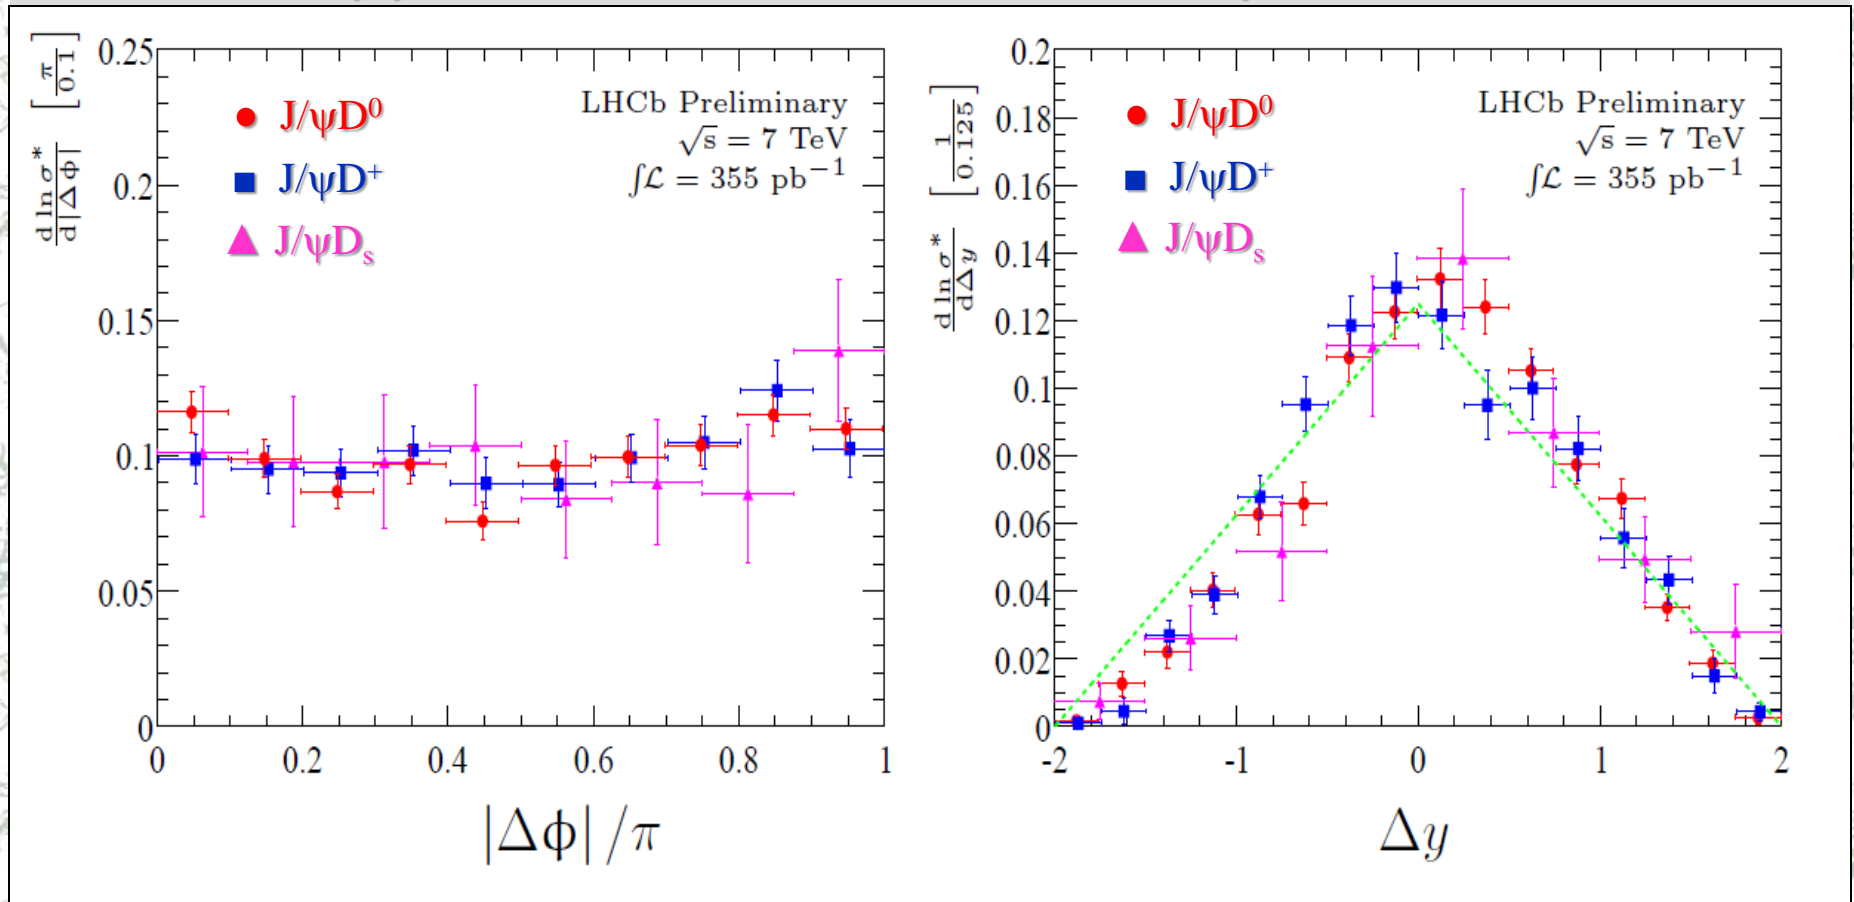 d ln σ* / d|Δϕ| [π / 0.1]
0.25
0.2
0.15
0.1
0.05
0
J/ψD⁰
J/ψD⁺
J/ψDₛ
LHCb Preliminary
√s = 7 TeV
∫ℒ = 355 pb⁻¹
0 0.2 0.4 0.6 0.8 1
|Δϕ| /π
d ln σ* / dΔy [1 / 0.125]
0.2
0.18
0.16
0.14
0.12
0.1
0.08
0.06
0.04
0.02
0
J/ψD⁰
J/ψD⁺
J/ψDₛ
LHCb Preliminary
√s = 7 TeV
∫ℒ = 355 pb⁻¹
-2 -1 0 1 2
Δy